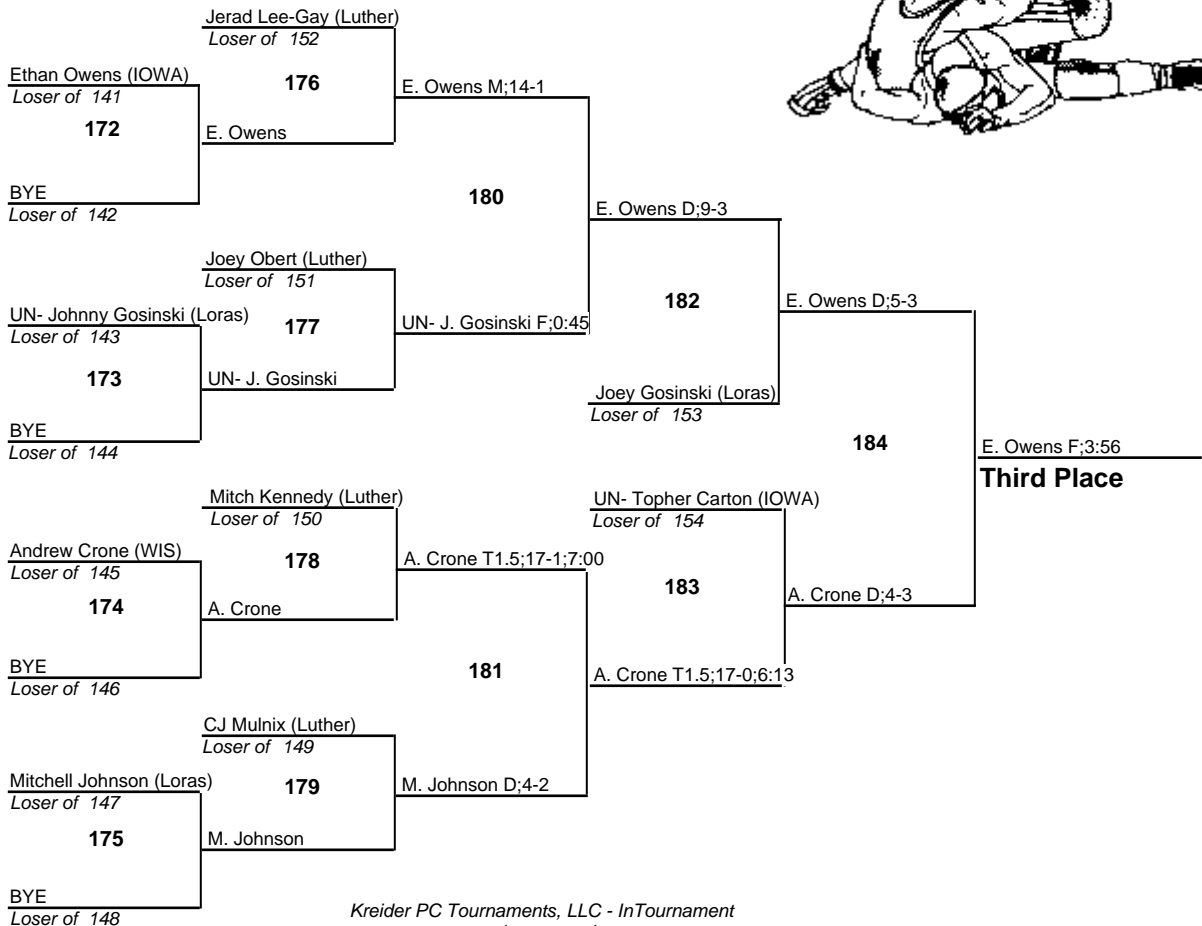 Jerad Lee-Gay (Luther)
Loser of 152
Ethan Owens (IOWA)
176
E. Owens M;14-1
Loser of 141
172
E. Owens
BYE
180
Loser of 142
E. Owens D;9-3
Joey Obert (Luther)
Loser of 151
182
E. Owens D;5-3
UN- Johnny Gosinski (Loras)
177
UN- J. Gosinski F;0:45
Loser of 143
173
UN- J. Gosinski
Joey Gosinski (Loras)
Loser of 153
BYE
184
E. Owens F;3:56
Loser of 144
Third Place
Mitch Kennedy (Luther)
UN- Topher Carton (IOWA)
Loser of 150
Loser of 154
Andrew Crone (WIS)
178
A. Crone T1.5;17-1;7:00
Loser of 145
183
174
A. Crone
A. Crone D;4-3
BYE
181
A. Crone T1.5;17-0;6:13
Loser of 146
CJ Mulnix (Luther)
Loser of 149
Mitchell Johnson (Loras)
179
M. Johnson D;4-2
Loser of 147
175
M. Johnson
BYE
Loser of 148
Kreider PC Tournaments, LLC - InTournament